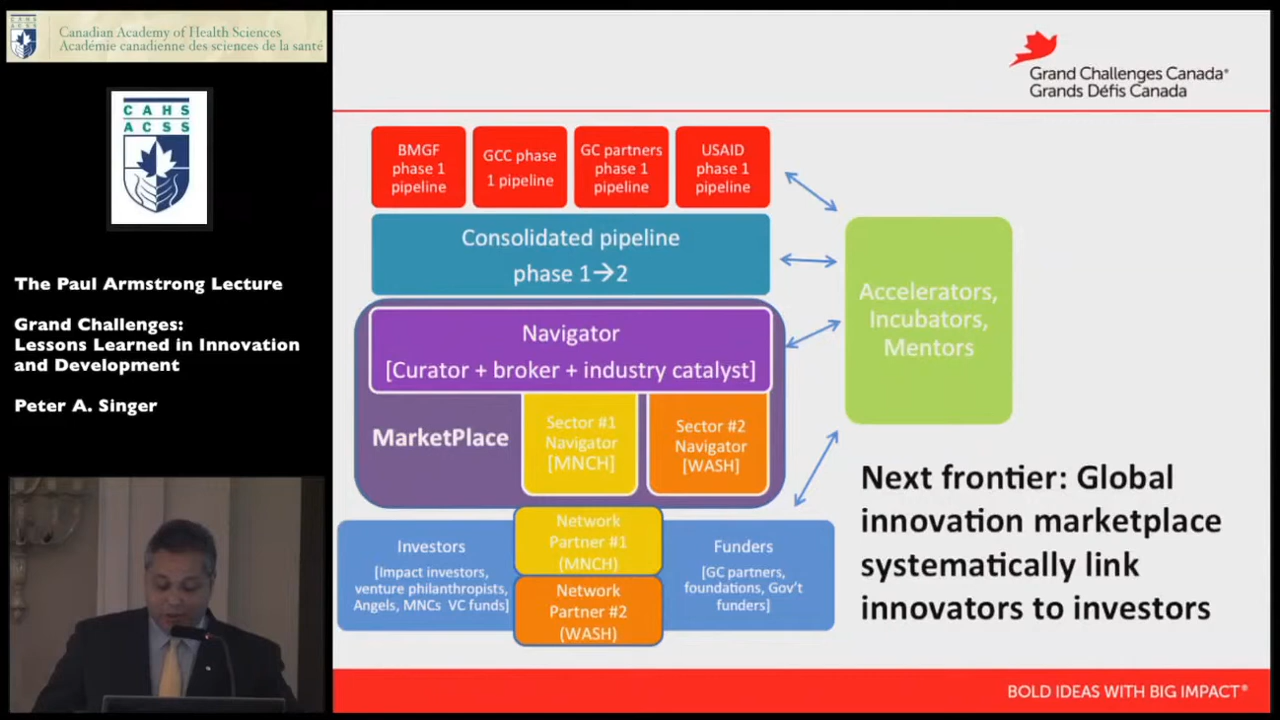 Canadian Academy of Health Sciences
Académie canadienne des sciences de la santé
CAHS
ACSS
The Paul Armstrong Lecture
Grand Challenges:
Lessons Learned in Innovation
and Development
Peter A. Singer
Grand Challenges Canada®
Grands Défis Canada
BMGF
phase 1
pipeline
GCC phase
1 pipeline
GC partners
phase 1
pipeline
USAID
phase 1
pipeline
Consolidated pipeline
phase 1→2
Navigator
[Curator + broker + industry catalyst]
MarketPlace
Sector #1
Navigator
[MNCH]
Sector #2
Navigator
[WASH]
Accelerators,
Incubators,
Mentors
Investors
[Impact investors,
venture philanthropists,
Angels, MNCs VC funds]
Network
Partner #1
(MNCH)
Network
Partner #2
(WASH)
Funders
[GC partners,
foundations, Gov't
funders]
Next frontier: Global
innovation marketplace
systematically link
innovators to investors
BOLD IDEAS WITH BIG IMPACT®